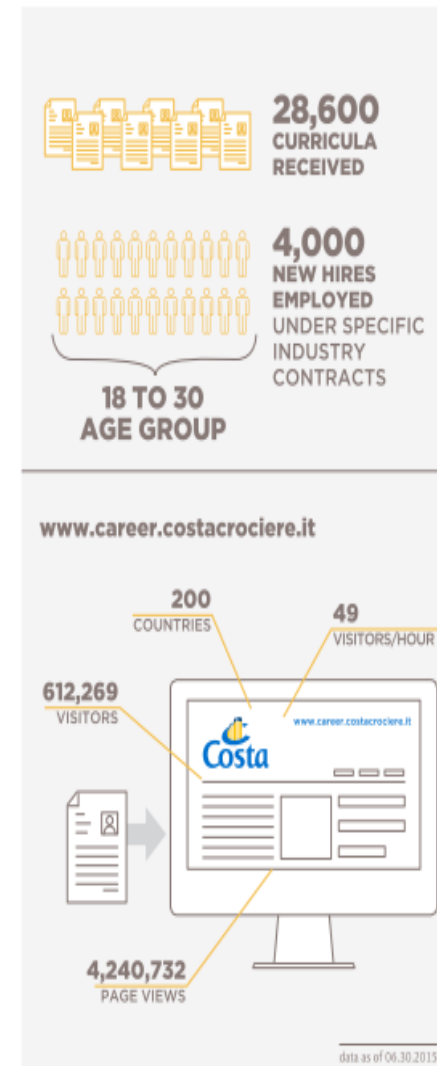 28,600
CURRICULA
RECEIVED
4,000
NEW HIRES
EMPLOYED
UNDER SPECIFIC
INDUSTRY
CONTRACTS
18 TO 30
AGE GROUP
www.career.costacrociere.it
200
COUNTRIES
49
VISITORS/HOUR
612,269
VISITORS
www.career.costacrociere.it
Costa
4,240,732
PAGE VIEWS
data as of 06.30.2015